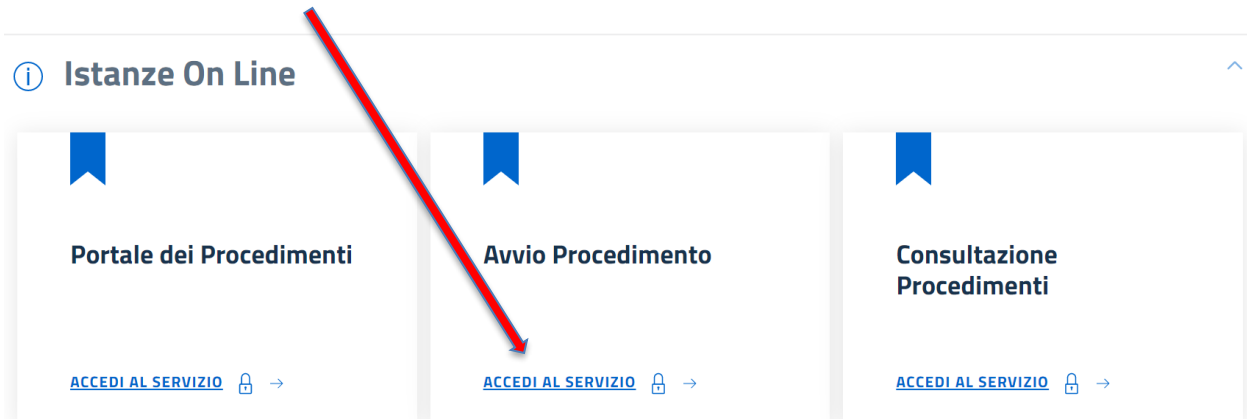 Istanze On Line
Portale dei Procedimenti
Avvio Procedimento
Consultazione
Procedimenti
ACCEDI AL SERVIZIO
ACCEDI AL SERVIZIO
ACCEDI AL SERVIZIO